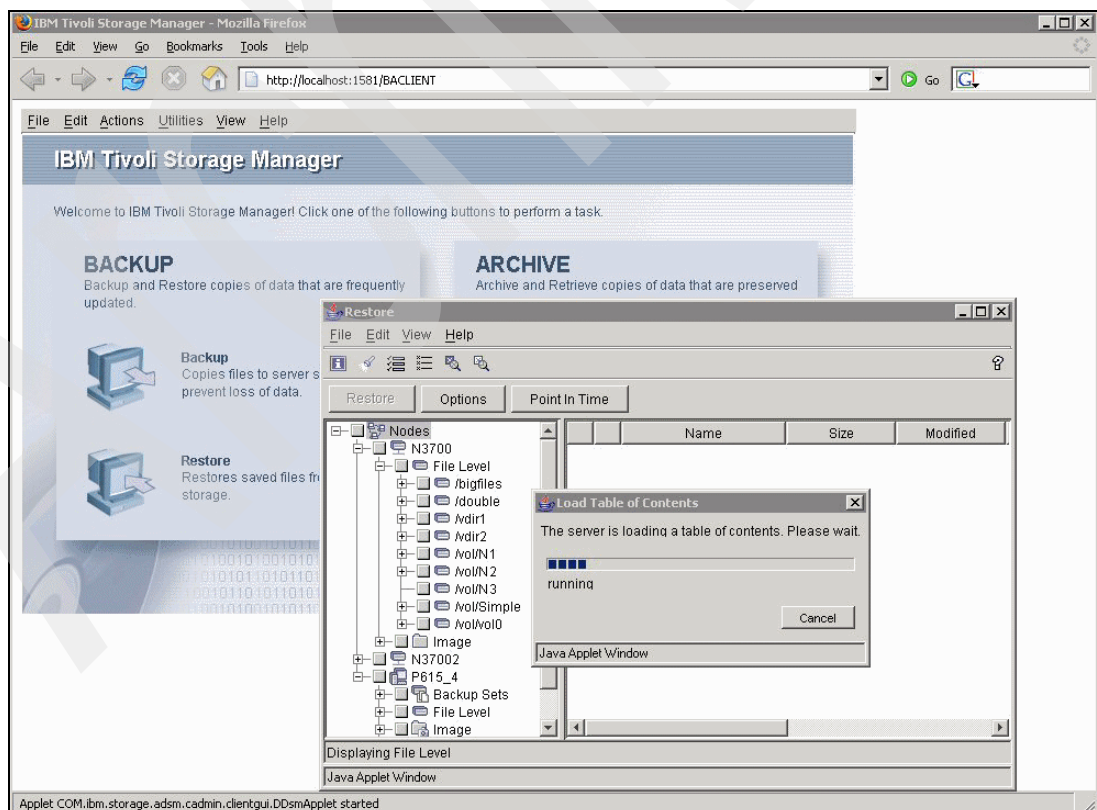 IBM Tivoli Storage Manager - Mozilla Firefox
File Edit View Go Bookmarks Tools Help
http://localhost:1581/BACLIENT
Go
G
File Edit Actions Utilities View Help
IBM Tivoli Storage Manager
Welcome to IBM Tivoli Storage Manager! Click one of the following buttons to perform a task.
BACKUP
Backup and Restore copies of data that are frequently
updated.
ARCHIVE
Archive and Retrieve copies of data that are preserved
Backup
Copies files to server s
prevent loss of data.
Restore
Restores saved files fr
storage.
Restore
File Edit View Help
Restore Options Point In Time
Name Size Modified
Nodes
N3700
File Level
/bigfiles
/double
/vdir1
/vdir2
/vol/N1
/vol/N2
/vol/N3
/vol/Simple
/vol/vol0
Image
N37002
P615_4
Backup Sets
File Level
Image
Load Table of Contents
The server is loading a table of contents. Please wait.
running
Cancel
Java Applet Window
Displaying File Level
Java Applet Window
Applet COM.ibm.storage.adsm.cadmin.clientgui.DDsmApplet started